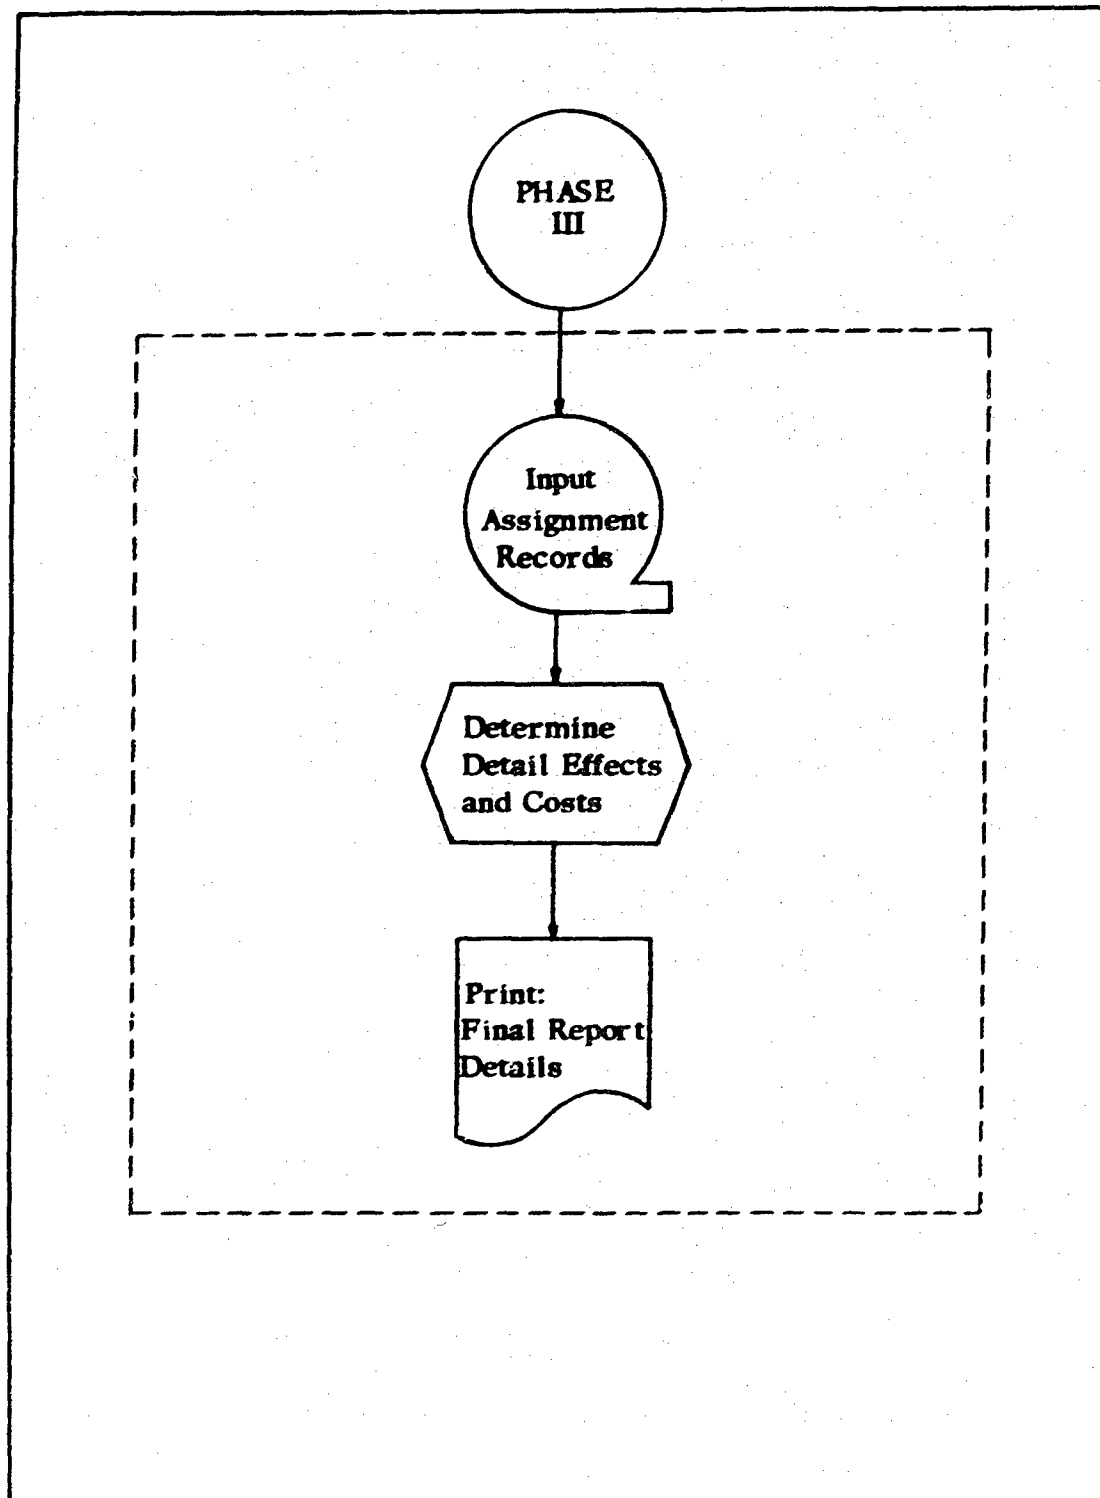 PHASE
III
Input
Assignment
Records
Determine
Detail Effects
and Costs
Print:
Final Report
Details